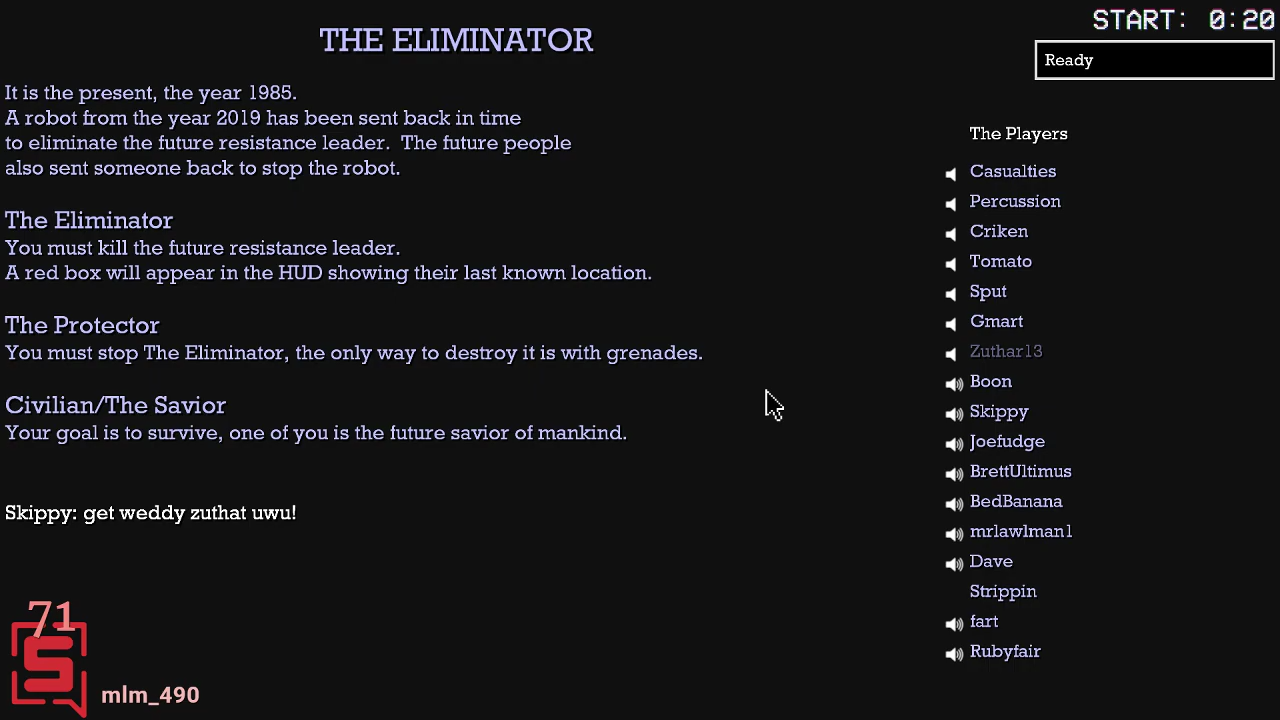 START: 0:20
THE ELIMINATOR
Ready
It is the present, the year 1985.
A robot from the year 2019 has been sent back in time
to eliminate the future resistance leader.  The future people
also sent someone back to stop the robot.
The Eliminator
You must kill the future resistance leader.
A red box will appear in the HUD showing their last known location.
The Protector
You must stop The Eliminator, the only way to destroy it is with grenades.
Civilian/The Savior
Your goal is to survive, one of you is the future savior of mankind.
Skippy: get weddy zuthat uwu!
The Players
Casualties
Percussion
Criken
Tomato
Sput
Gmart
Zuthar13
Boon
Skippy
Joefudge
BrettUltimus
BedBanana
mrlawlman1
Dave
Strippin
fart
Rubyfair
71
S
mlm_490